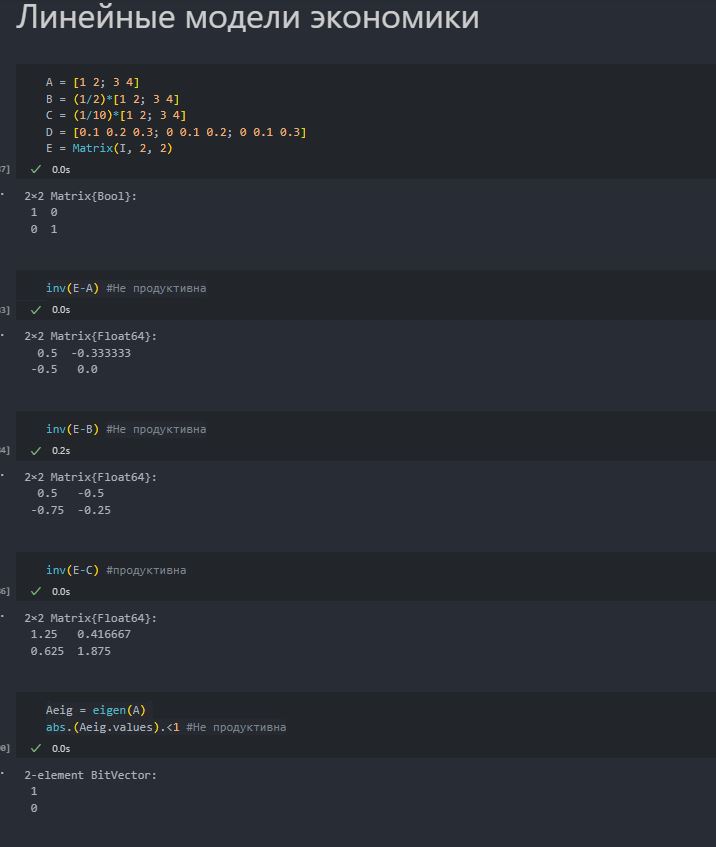 Линейные модели экономики
A = [1 2; 3 4]
B = (1/2)*[1 2; 3 4]
C = (1/10)*[1 2; 3 4]
D = [0.1 0.2 0.3; 0 0.1 0.2; 0 0.1 0.3]
E = Matrix(I, 2, 2)
7] ✓ 0.0s
2×2 Matrix{Bool}:
1 0
0 1
inv(E-A) #Не продуктивна
3] ✓ 0.0s
2×2 Matrix{Float64}:
0.5 -0.333333
-0.5 0.0
inv(E-B) #Не продуктивна
4] ✓ 0.2s
2×2 Matrix{Float64}:
0.5 -0.5
-0.75 -0.25
inv(E-C) #продуктивна
6] ✓ 0.0s
2×2 Matrix{Float64}:
1.25 0.416667
0.625 1.875
Aeig = eigen(A)
abs.(Aeig.values).<1 #Не продуктивна
0] ✓ 0.0s
2-element BitVector:
1
0